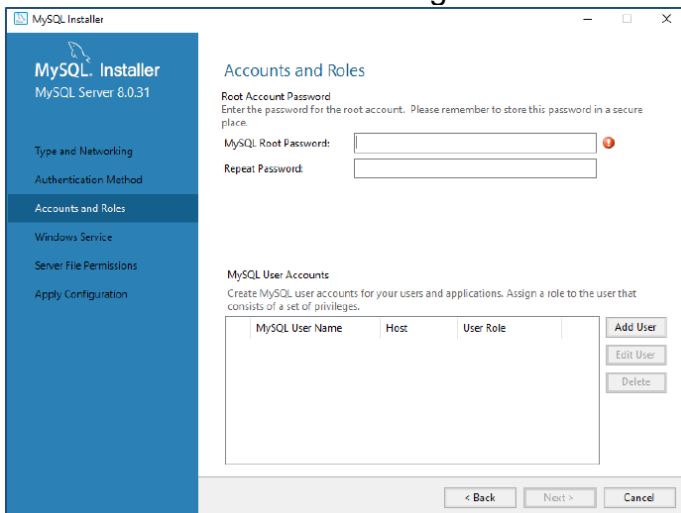 MySQL Installer
MySQL. Installer
MySQL Server 8.0.31
Type and Networking
Authentication Method
Accounts and Roles
Windows Service
Server File Permissions
Apply Configuration
Accounts and Roles
Root Account Password
Enter the password for the root account. Please remember to store this password in a secure
place.
MySQL Root Password:
Repeat Password:
MySQL User Accounts
Create MySQL user accounts for your users and applications. Assign a role to the user that
consists of a set of privileges.
MySQL User Name Host User Role
Add User
Edit User
Delete
< Back Next > Cancel